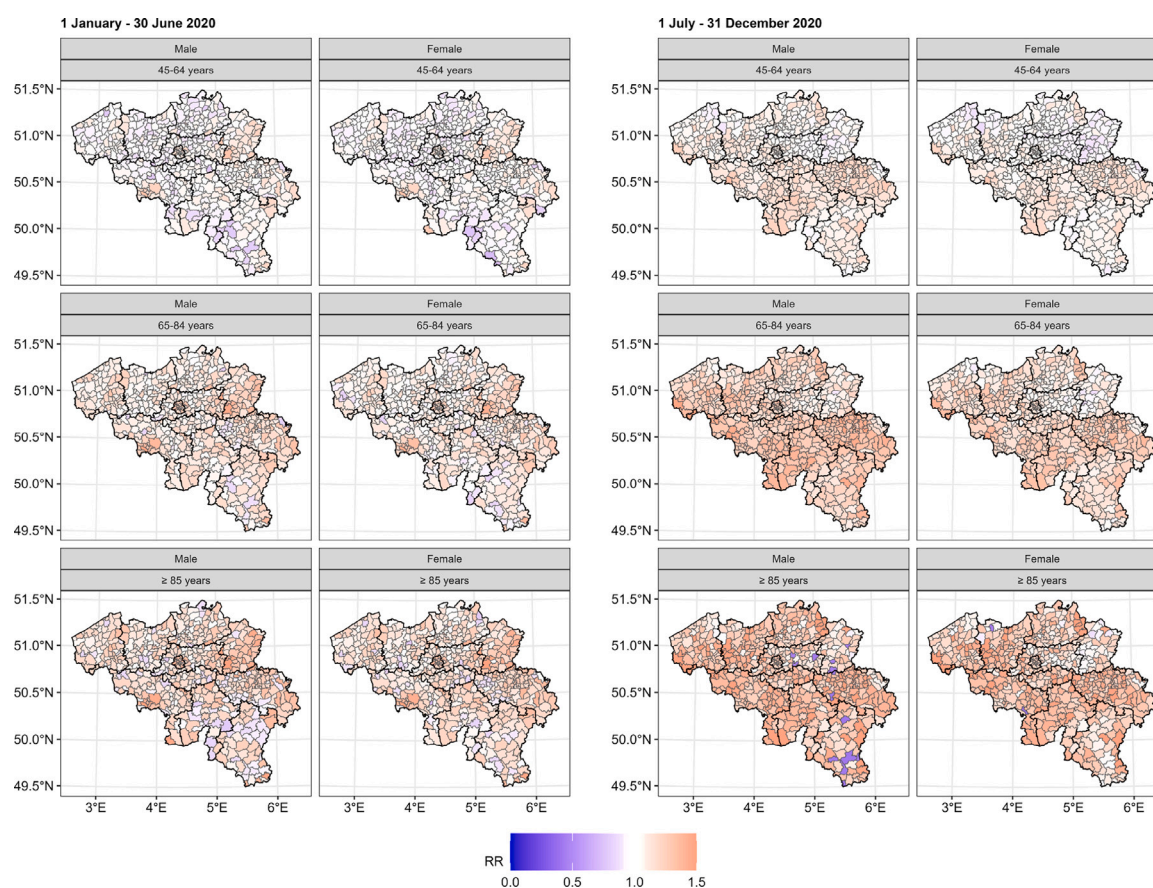 1 January - 30 June 2020
1 July - 31 December 2020
Male
Female
Male
Female
45-64 years
45-64 years
45-64 years
45-64 years
51.5°N
51.0°N
50.5°N
50.0°N
49.5°N
Male
Female
Male
Female
65-84 years
65-84 years
65-84 years
65-84 years
51.5°N
51.0°N
50.5°N
50.0°N
49.5°N
Male
Female
Male
Female
≥ 85 years
≥ 85 years
≥ 85 years
≥ 85 years
51.5°N
51.0°N
50.5°N
50.0°N
49.5°N
3°E 4°E 5°E 6°E 3°E 4°E 5°E 6°E 3°E 4°E 5°E 6°E 3°E 4°E 5°E 6°E
RR
0.0 0.5 1.0 1.5